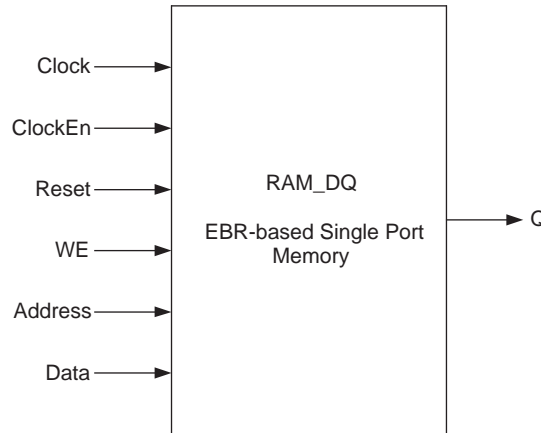 Clock
ClockEn
Reset
WE
Address
Data
RAM_DQ
EBR-based Single Port
Memory
Q